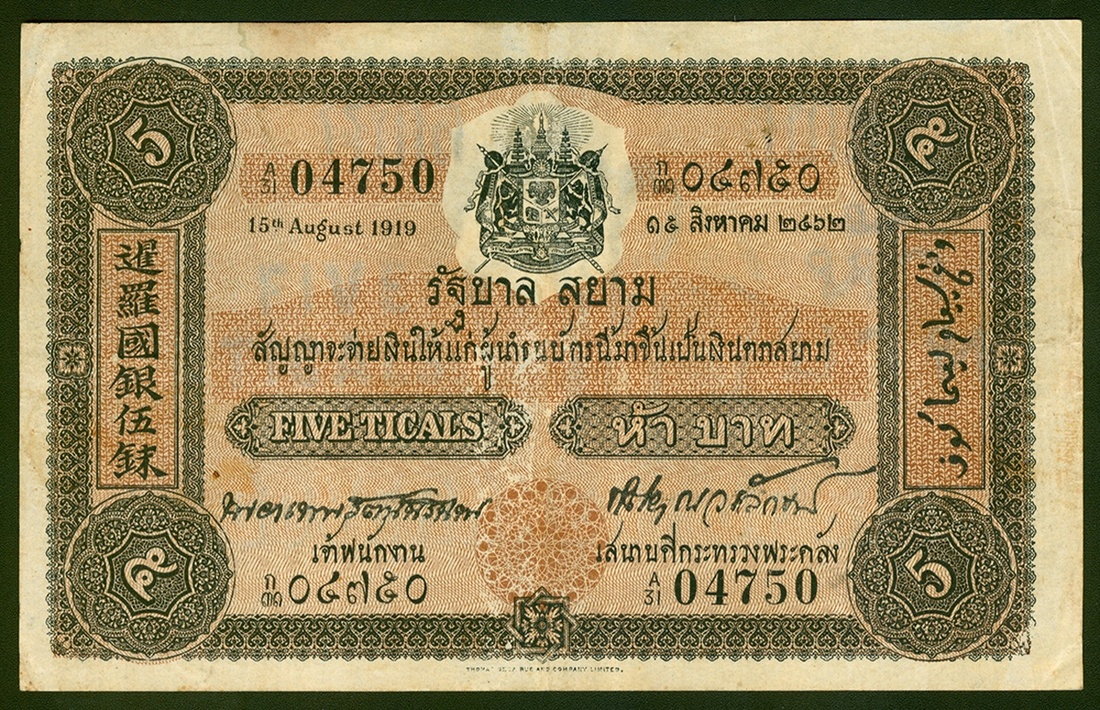 5
๕
A/31 04750
ก/๓๑ ๐๔๗๕๐
15th August 1919
๑๕ สิงหาคม ๒๔๖๒
รัฐบาล สยาม
สัญญาจะจ่ายเงินให้แก่ผู้นำธนบัตร์นี้มาขึ้นเป็นเงินตราสยาม
暹羅國銀伍銖
FIVE TICALS
ห้า บาท
เจ้าพนักงาน
เสนาบดีกระทรวงพระคลัง
ก/๓๑ ๐๔๗๕๐
A/31 04750
๕
5
COMPANY LIMITED.